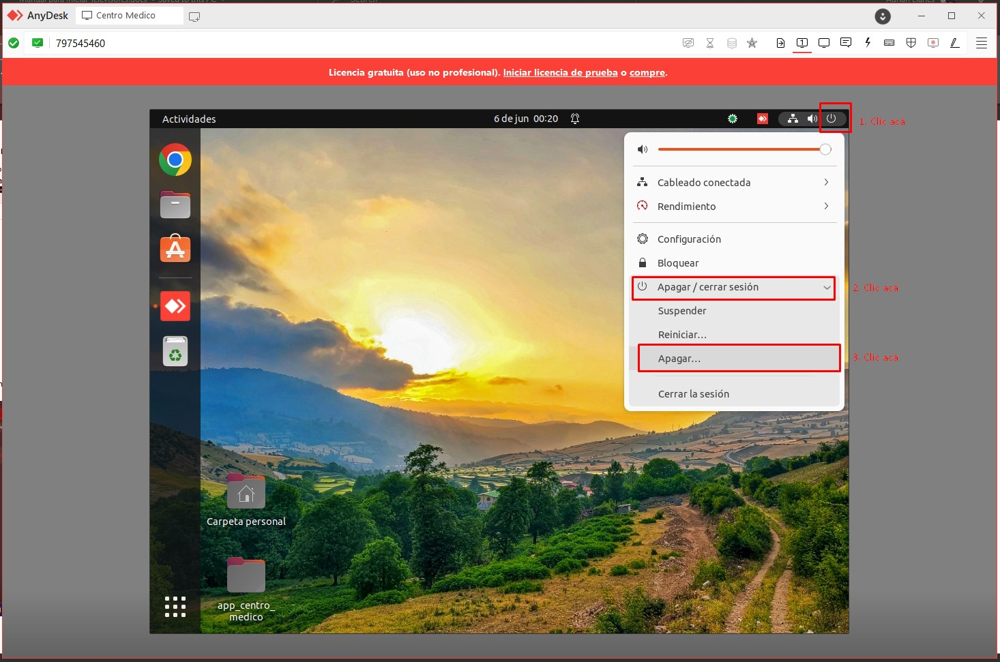 AnyDesk
Centro Medico
797545460
1
Licencia gratuita (uso no profesional). Iniciar licencia de prueba o compre.
Actividades
6 de jun 00:20
1. Clic acá
Cableado conectada
Rendimiento
Configuración
Bloquear
Apagar / cerrar sesión
2. Clic acá
Suspender
Reiniciar...
Apagar...
3. Clic acá
Cerrar la sesión
Carpeta personal
app_centro_
medico